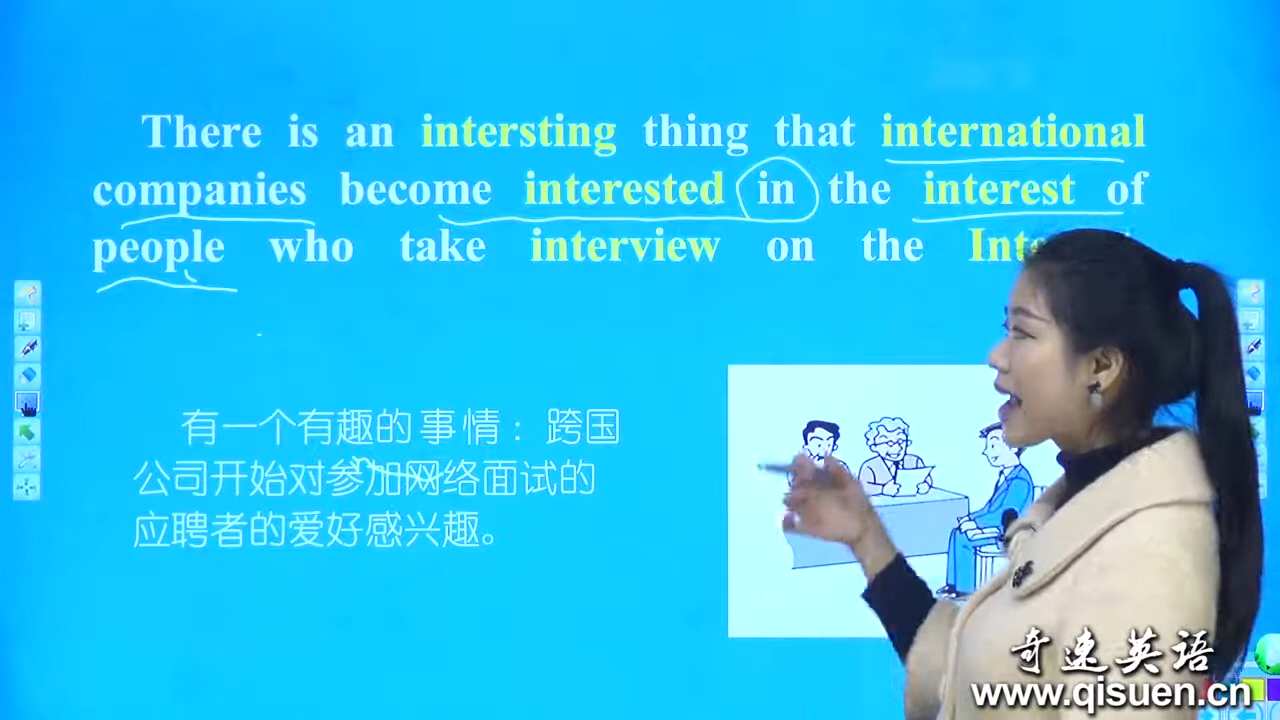 There is an intersting thing that international
companies become interested in the interest of
people who take interview on the
有一个有趣的事情：跨国
公司开始对参加网络面试的
应聘者的爱好感兴趣。
奇速英语
www.qisuen.cn